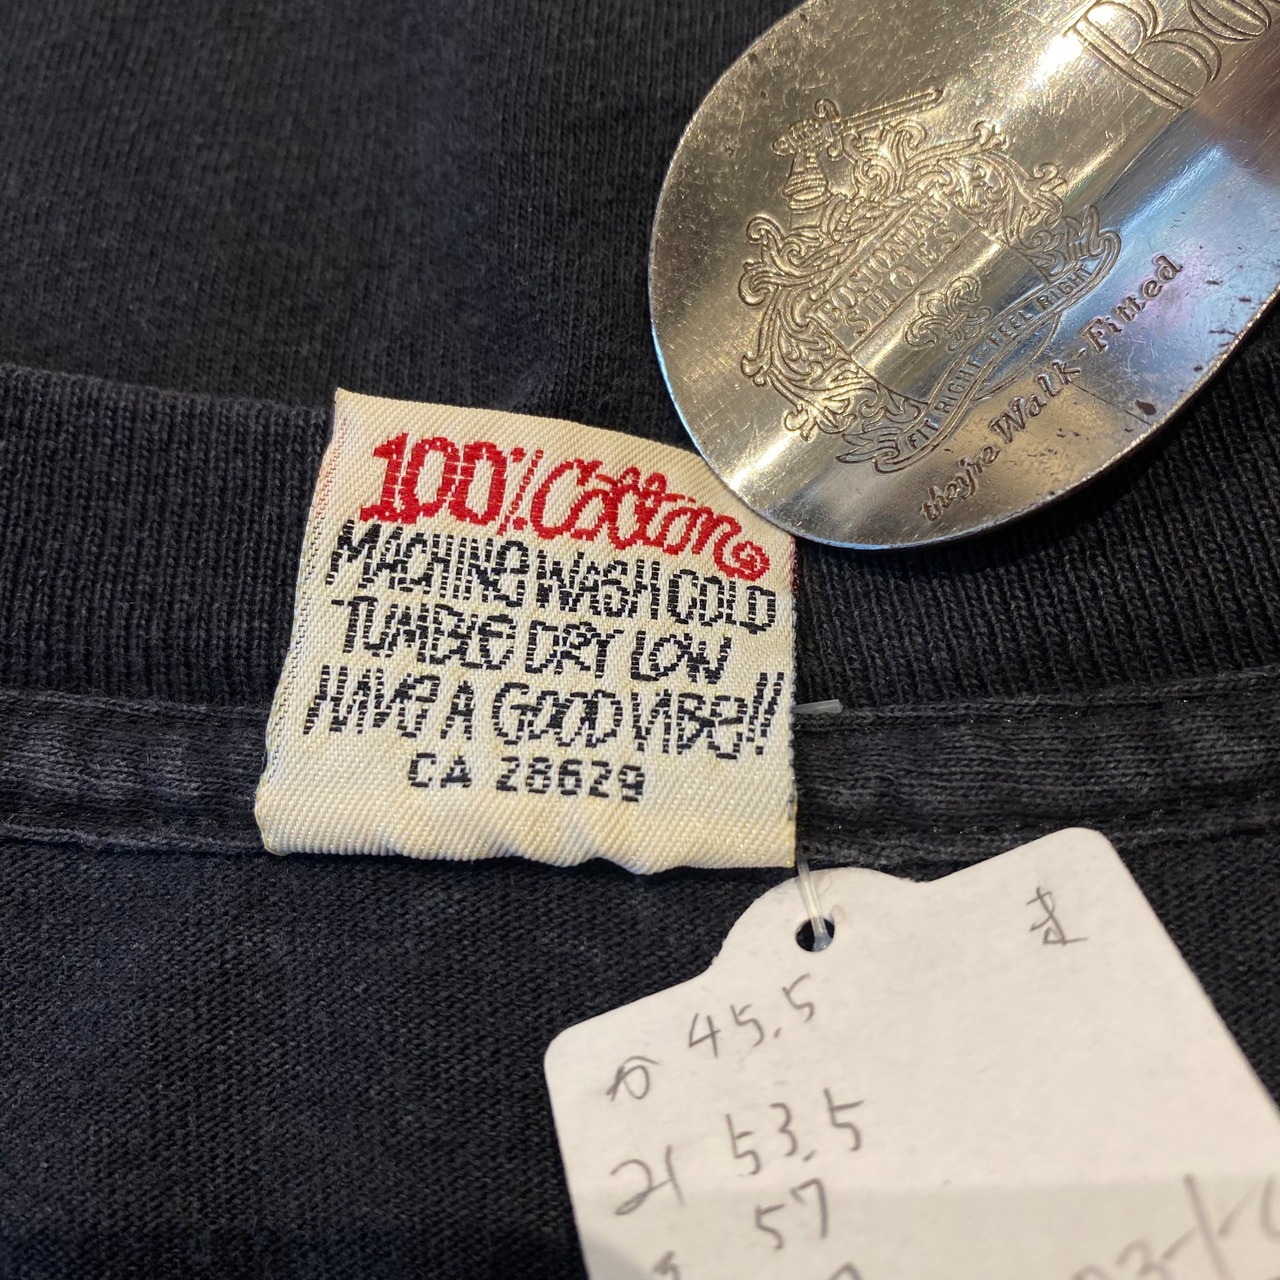 BOSTONIAN
SHOES
FIT RIGHT - FEEL RIGHT
they're Walk-Fitted
100% Cotton
MACHINE WASH COLD
TUMBLE DRY LOW
HAVE A GOOD VIBE!!
CA 28629
45.5
53.5
57